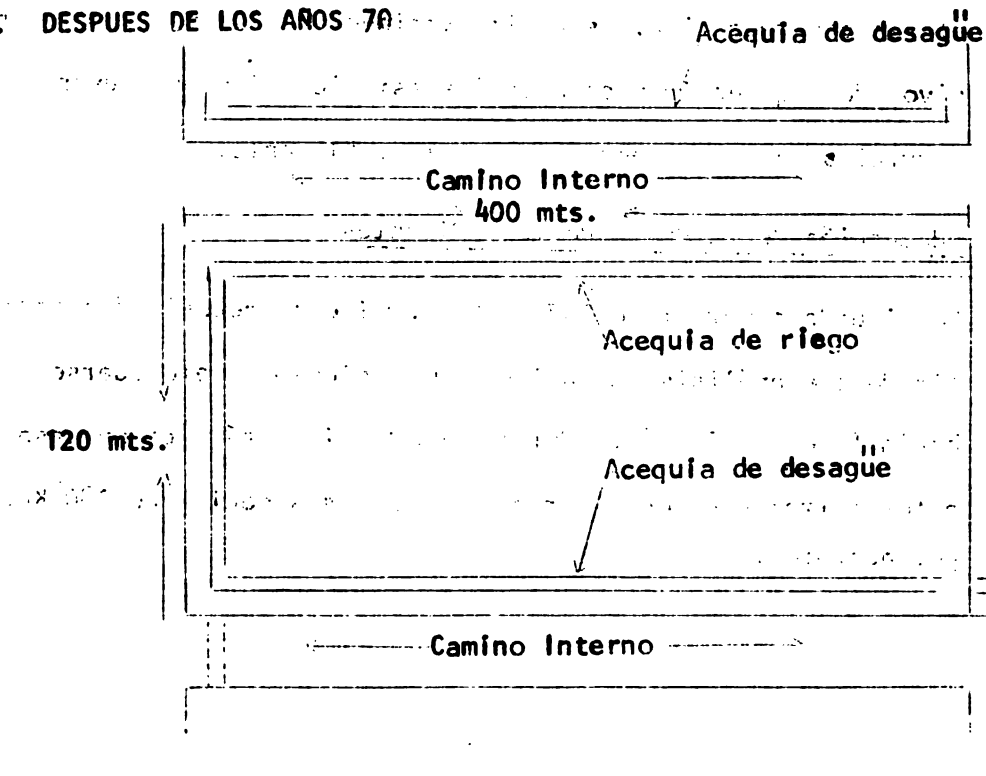 DESPUES DE LOS AÑOS 70
Acequia de desagüe
Camino Interno
400 mts.
Acequia de riego
120 mts.
Acequia de desagüe
Camino Interno